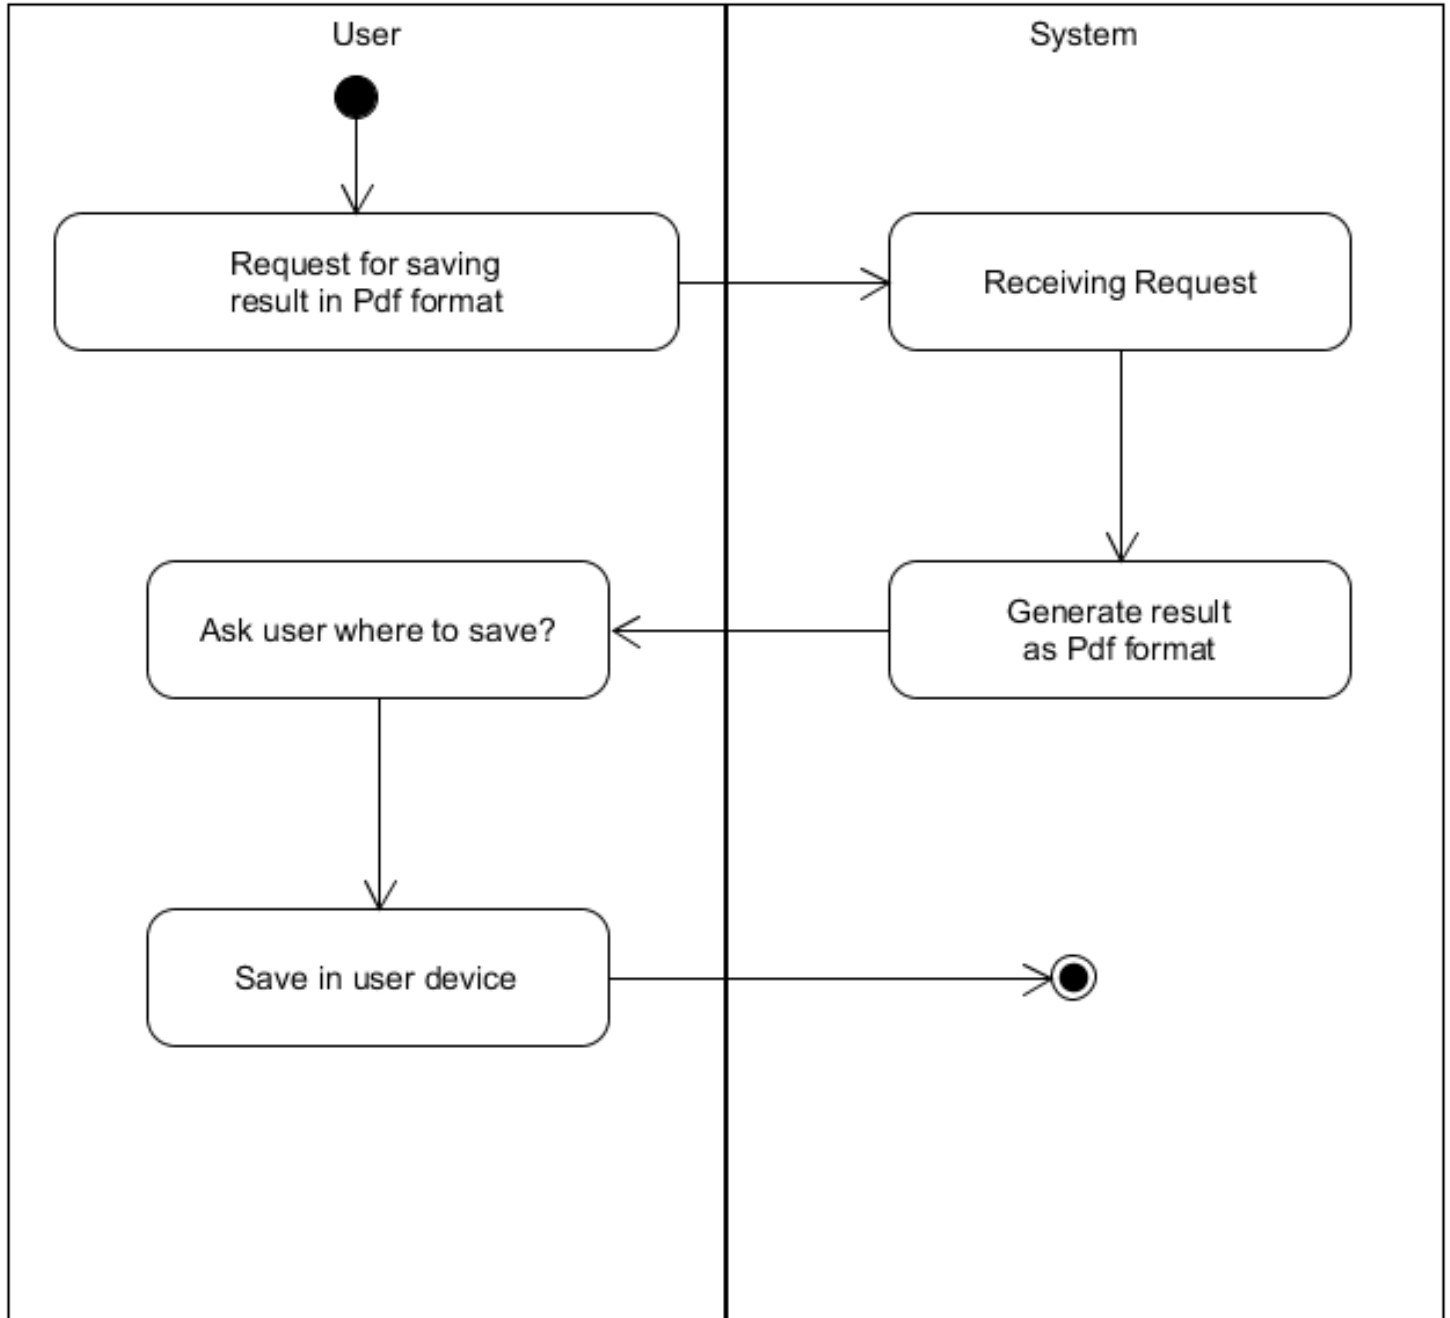 User
System
Request for saving
result in Pdf format
Receiving Request
Ask user where to save?
Generate result
as Pdf format
Save in user device